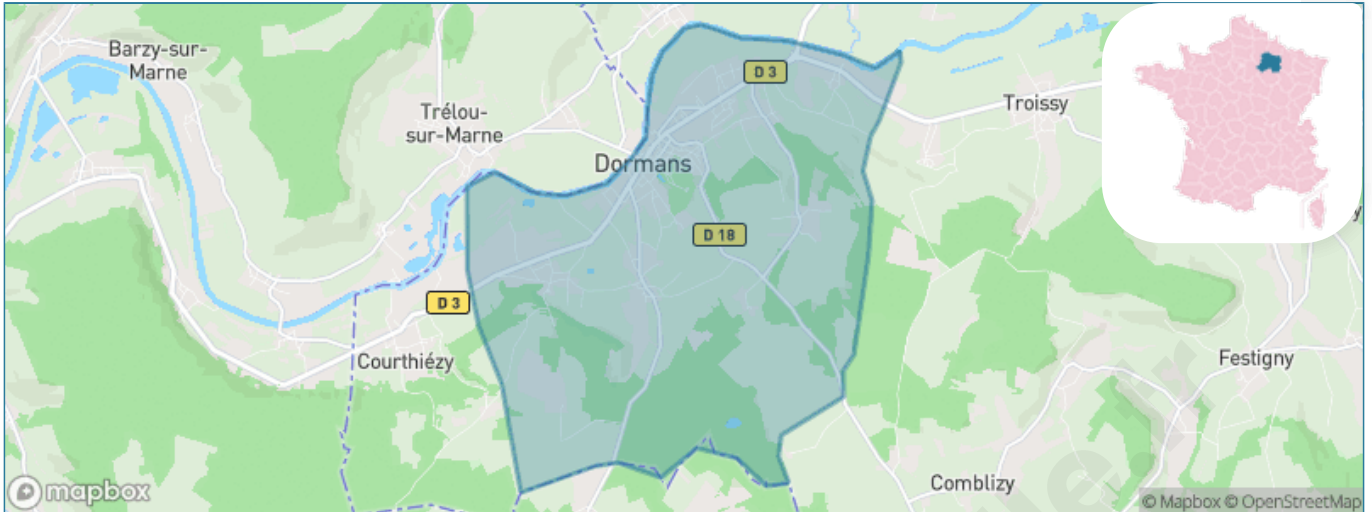 Barzy-sur-
Marne
D 3
Trélou-
sur-Marne
Troissy
Dormans
D 18
D 3
Courthiézy
Festigny
Comblizy
mapbox
© Mapbox © OpenStreetMap